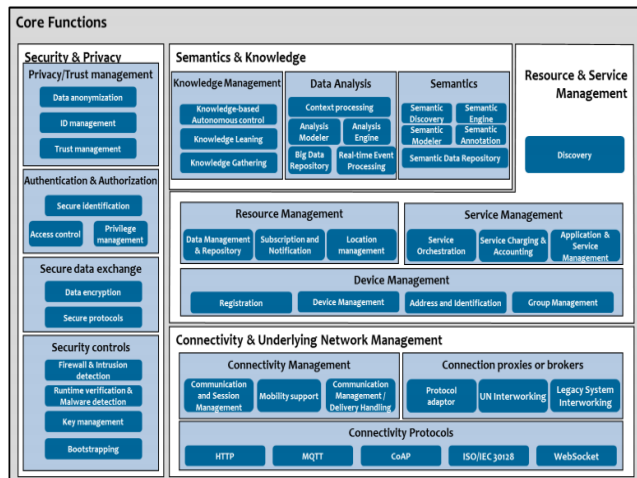 Core Functions
Security & Privacy
Privacy/Trust management
Data anonymization
ID management
Trust management
Authentication & Authorization
Secure identification
Access control
Privilege
management
Secure data exchange
Data encryption
Secure protocols
Security controls
Firewall & Intrusion
detection
Runtime verification &
Malware detection
Key management
Bootstrapping
Semantics & Knowledge
Knowledge Management
Knowledge-based
Autonomous control
Knowledge Leaning
Knowledge Gathering
Data Analysis
Context processing
Analysis
Modeler
Analysis
Engine
Big Data
Repository
Real-time Event
Processing
Semantics
Semantic
Discovery
Semantic
Engine
Semantic
Modeler
Semantic
Annotation
Semantic Data Repository
Resource & Service
Management
Discovery
Resource Management
Data Management
& Repository
Subscription and
Notification
Location
management
Service Management
Service
Orchestration
Service Charging &
Accounting
Application &
Service
Management
Device Management
Registration
Device Management
Address and Identification
Group Management
Connectivity & Underlying Network Management
Connectivity Management
Communication
and Session
Management
Mobility support
Communication
Management /
Delivery Handling
Connection proxies or brokers
Protocol
adaptor
UN Interworking
Legacy System
Interworking
Connectivity Protocols
HTTP
MQTT
CoAP
ISO/IEC 30128
WebSocket